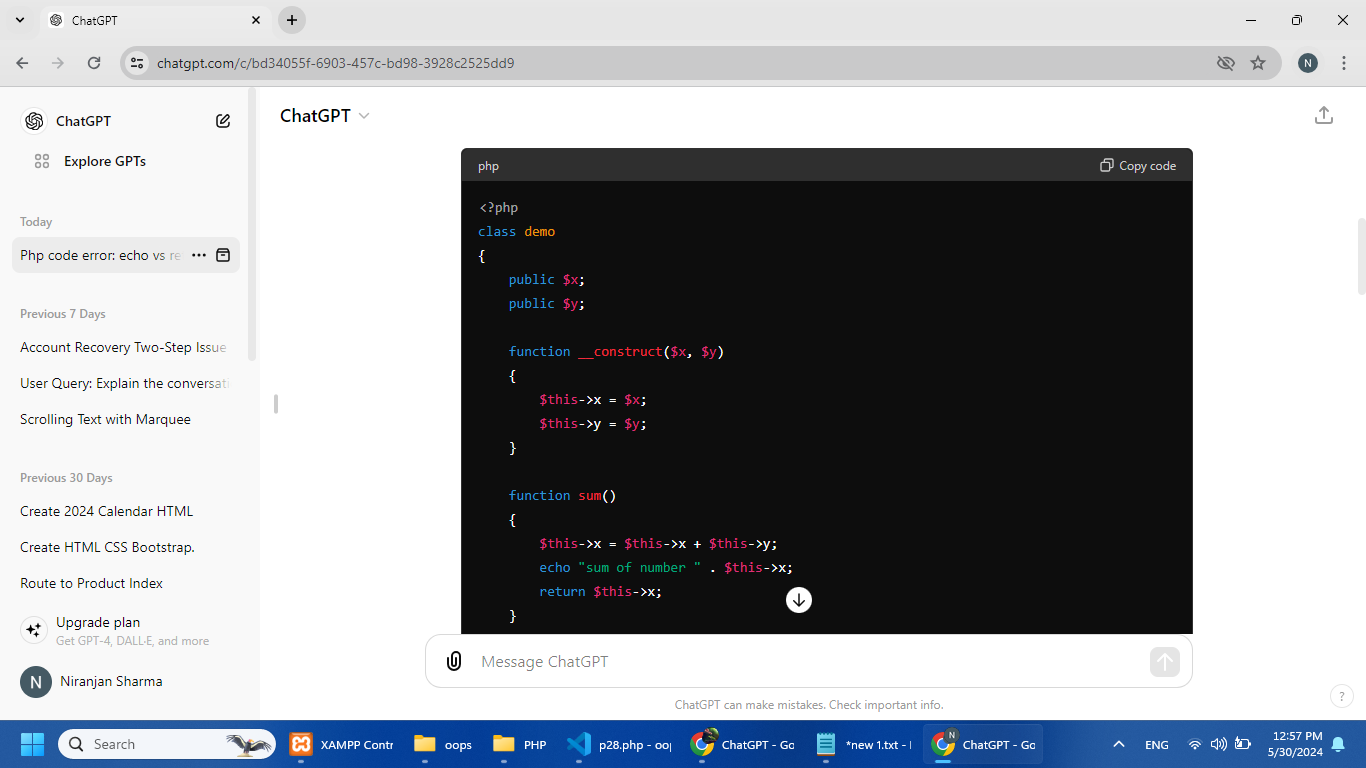 ChatGPT
chatgpt.com/c/bd34055f-6903-457c-bd98-3928c2525dd9
N
ChatGPT
Explore GPTs
Today
Php code error: echo vs re
Previous 7 Days
Account Recovery Two-Step Issue
User Query: Explain the conversati
Scrolling Text with Marquee
Previous 30 Days
Create 2024 Calendar HTML
Create HTML CSS Bootstrap.
Route to Product Index
Upgrade plan
Get GPT-4, DALL·E, and more
N
Niranjan Sharma
ChatGPT
php
Copy code
<?php
class demo
{
    public $x;
    public $y;

    function __construct($x, $y)
    {
        $this->x = $x;
        $this->y = $y;
    }

    function sum()
    {
        $this->x = $this->x + $this->y;
        echo "sum of number " . $this->x;
        return $this->x;
    }
Message ChatGPT
ChatGPT can make mistakes. Check important info.
?
Search
XAMPP Contr
oops
PHP
p28.php - oop
ChatGPT - Go
*new 1.txt - 
N
ChatGPT - Go
ENG
12:57 PM
5/30/2024